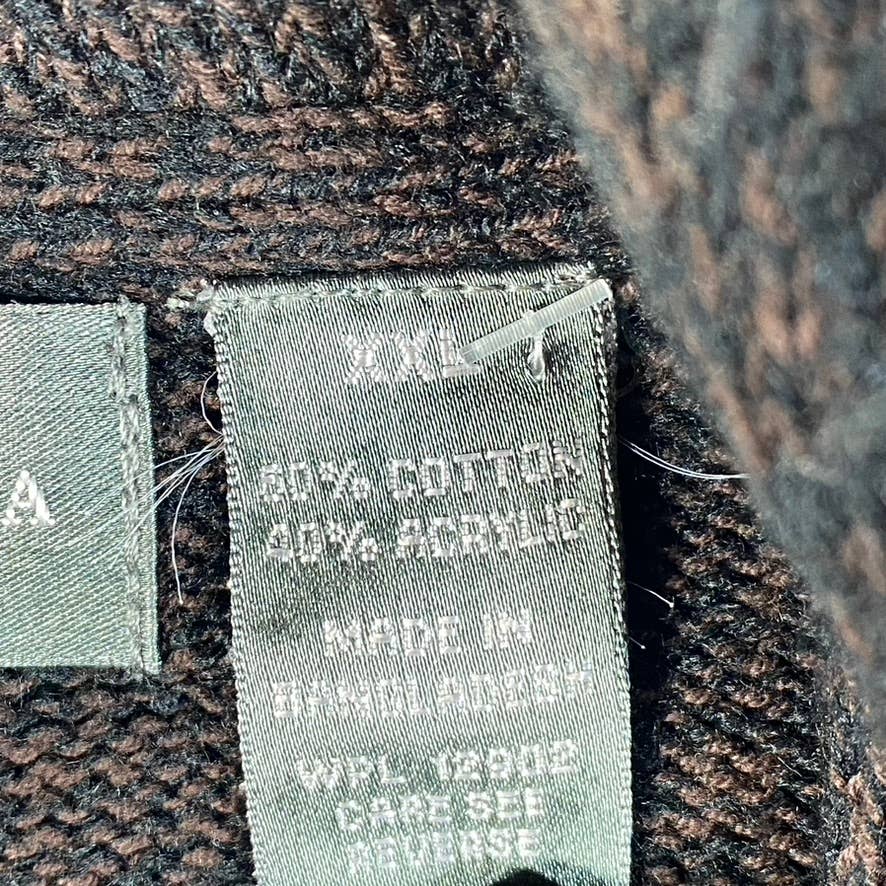 A
XXL
60% COTTON
40% ACRYLIC
MADE IN
BANGLADESH
WPL 12902
CARE SEE
REVERSE